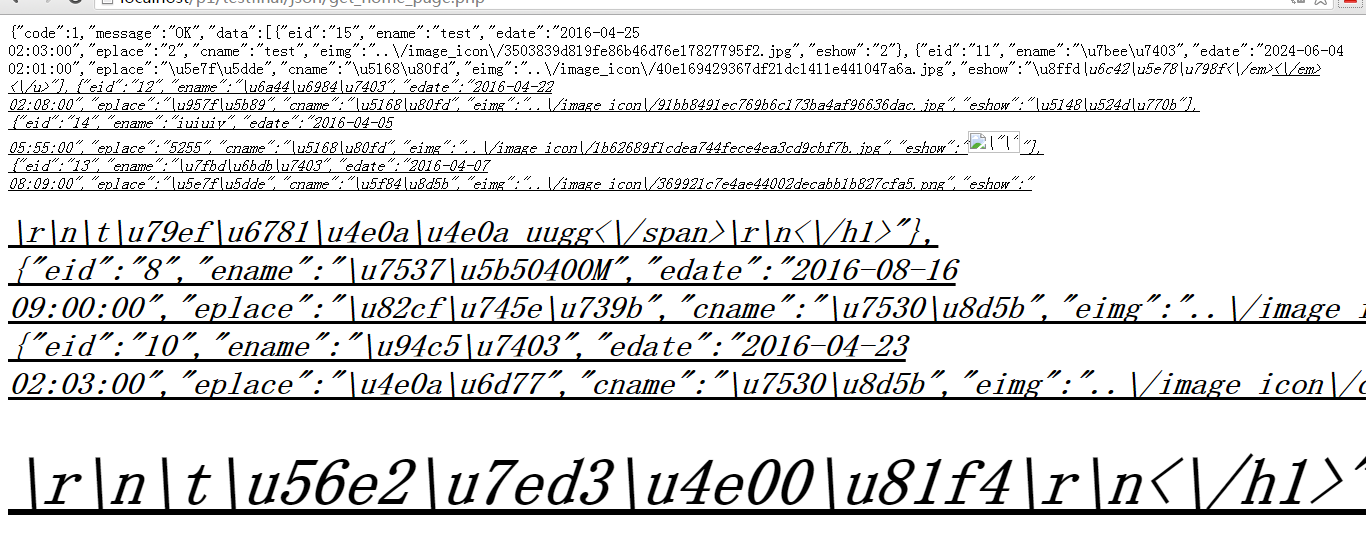 localhost/p1/testfinal/json/get_home_page.php
{"code":1,"message":"OK","data":[{"eid":"15","ename":"test","edate":"2016-04-25
02:03:00","eplace":"2","cname":"test","eimg":"..\/image_icon\/3503839d819fe86b46d76e17827795f2.jpg","eshow":"2"},{"eid":"11","ename":"\u7bee\u7403","edate":"2024-06-04
02:01:00","eplace":"\u5e7f\u5dde","cname":"\u5168\u80fd","eimg":"..\/image_icon\/40e169429367df21dc1411e441047a6a.jpg","eshow":"\u8ffd\u6c42\u5e78\u798f<\/em><\/em>
<\/u>"},{"eid":"12","ename":"\u6a44\u6984\u7403","edate":"2016-04-22
02:08:00","eplace":"\u957f\u5b89","cname":"\u5168\u80fd","eimg":"..\/image_icon\/91bb8491ec769b6c173ba4af96636dac.jpg","eshow":"\u5148\u524d\u770b"},
{"eid":"14","ename":"iuiuiy","edate":"2016-04-05
05:55:00","eplace":"5255","cname":"\u5168\u80fd","eimg":"..\/image_icon\/1b62689f1cdea744fece4ea3cd9cbf7b.jpg","eshow":"\"\""},
{"eid":"13","ename":"\u7fbd\u6bdb\u7403","edate":"2016-04-07
08:09:00","eplace":"\u5e7f\u5dde","cname":"\u5f84\u8d5b","eimg":"..\/image_icon\/369921c7e4ae44002decabb1b827cfa5.png","eshow":"
\r\n\t\u79ef\u6781\u4e0a\u4e0a uugg<\/span>\r\n<\/h1>"},
{"eid":"8","ename":"\u7537\u5b50400M","edate":"2016-08-16
09:00:00","eplace":"\u82cf\u745e\u739b","cname":"\u7530\u8d5b","eimg":"..\/image_i
{"eid":"10","ename":"\u94c5\u7403","edate":"2016-04-23
02:03:00","eplace":"\u4e0a\u6d77","cname":"\u7530\u8d5b","eimg":"..\/image_icon\/
\r\n\t\u56e2\u7ed3\u4e00\u81f4\r\n<\/h1>"